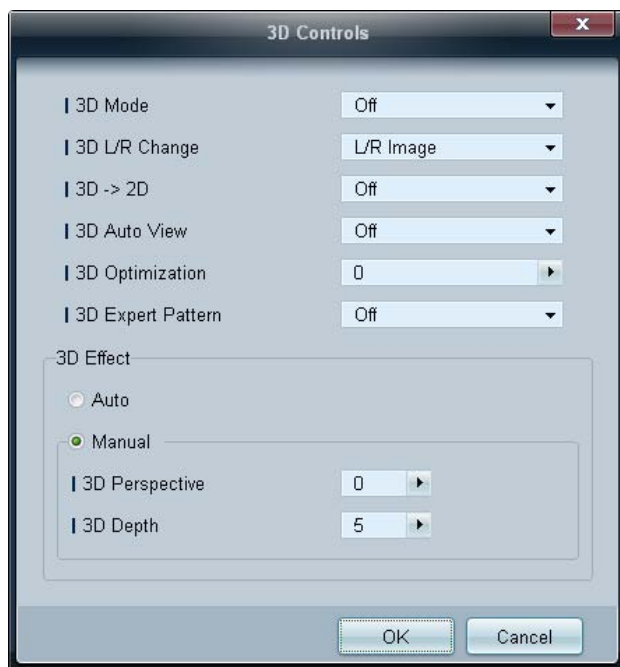 3D Controls
x
3D Mode Off
3D L/R Change L/R Image
3D -> 2D Off
3D Auto View Off
3D Optimization 0
3D Expert Pattern Off
3D Effect
Auto
Manual
3D Perspective 0
3D Depth 5
OK Cancel